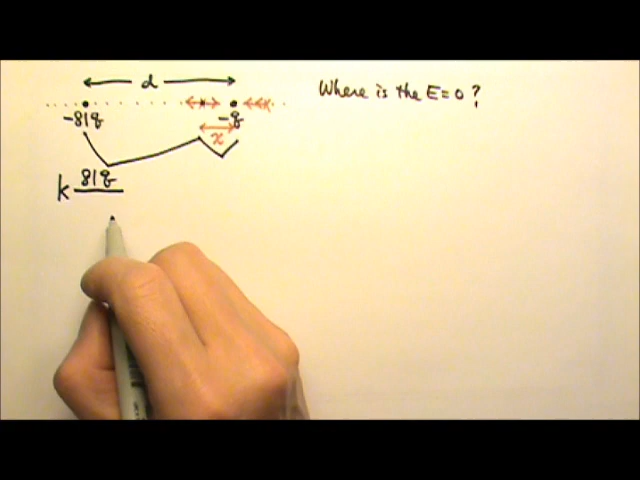 d
Where is the E=0?
-81q
-q
x
k 81q